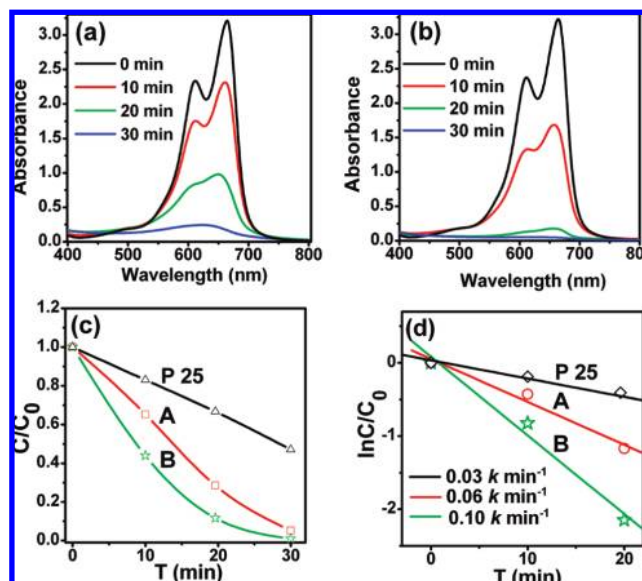 (a)
0 min
10 min
20 min
30 min
Absorbance
3.0
2.5
2.0
1.5
1.0
0.5
0.0
400 500 600 700 800
Wavelength (nm)
(b)
0 min
10 min
20 min
30 min
Absorbance
3.0
2.5
2.0
1.5
1.0
0.5
0.0
400 500 600 700 800
Wavelength (nm)
(c)
P 25
A
B
C/C0
1.0
0.8
0.6
0.4
0.2
0.0
0 10 20 30
T (min)
(d)
P 25
A
B
0.03 k min-1
0.06 k min-1
0.10 k min-1
lnC/C0
0
-1
-2
0 10 20
T (min)